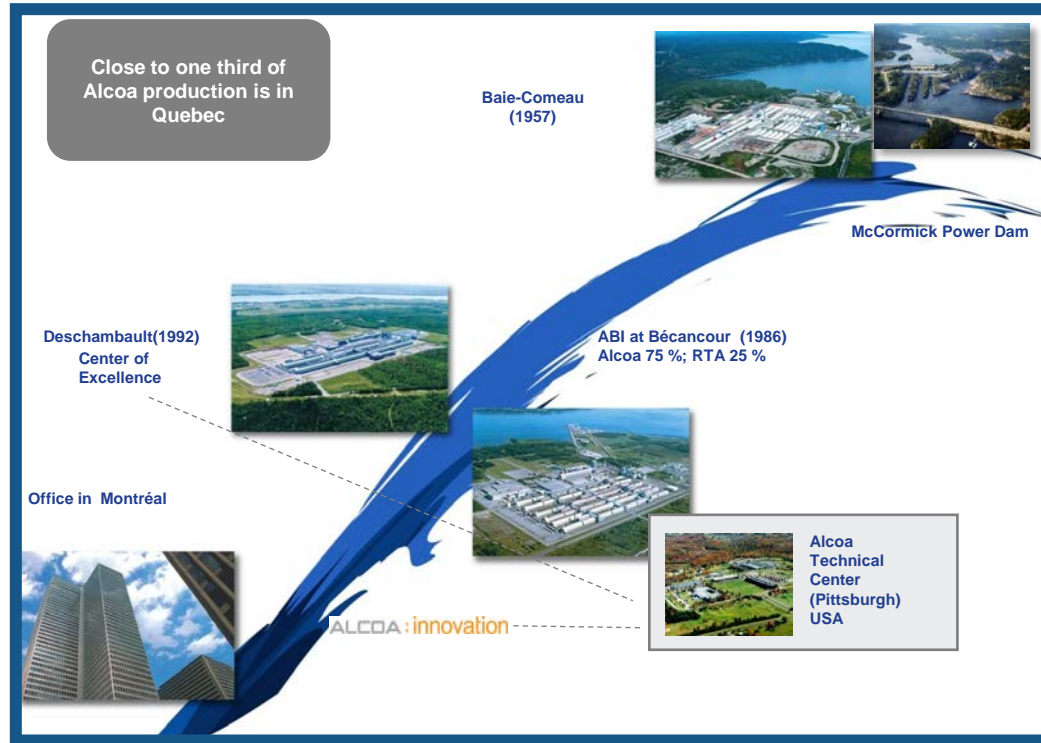 Close to one third of
Alcoa production is in
Quebec
Baie-Comeau
(1957)
McCormick Power Dam
Deschambault(1992)
Center of
Excellence
ABI at Bécancour (1986)
Alcoa 75 %; RTA 25 %
Office in Montréal
Alcoa
Technical
Center
(Pittsburgh)
USA
ALCOA : innovation